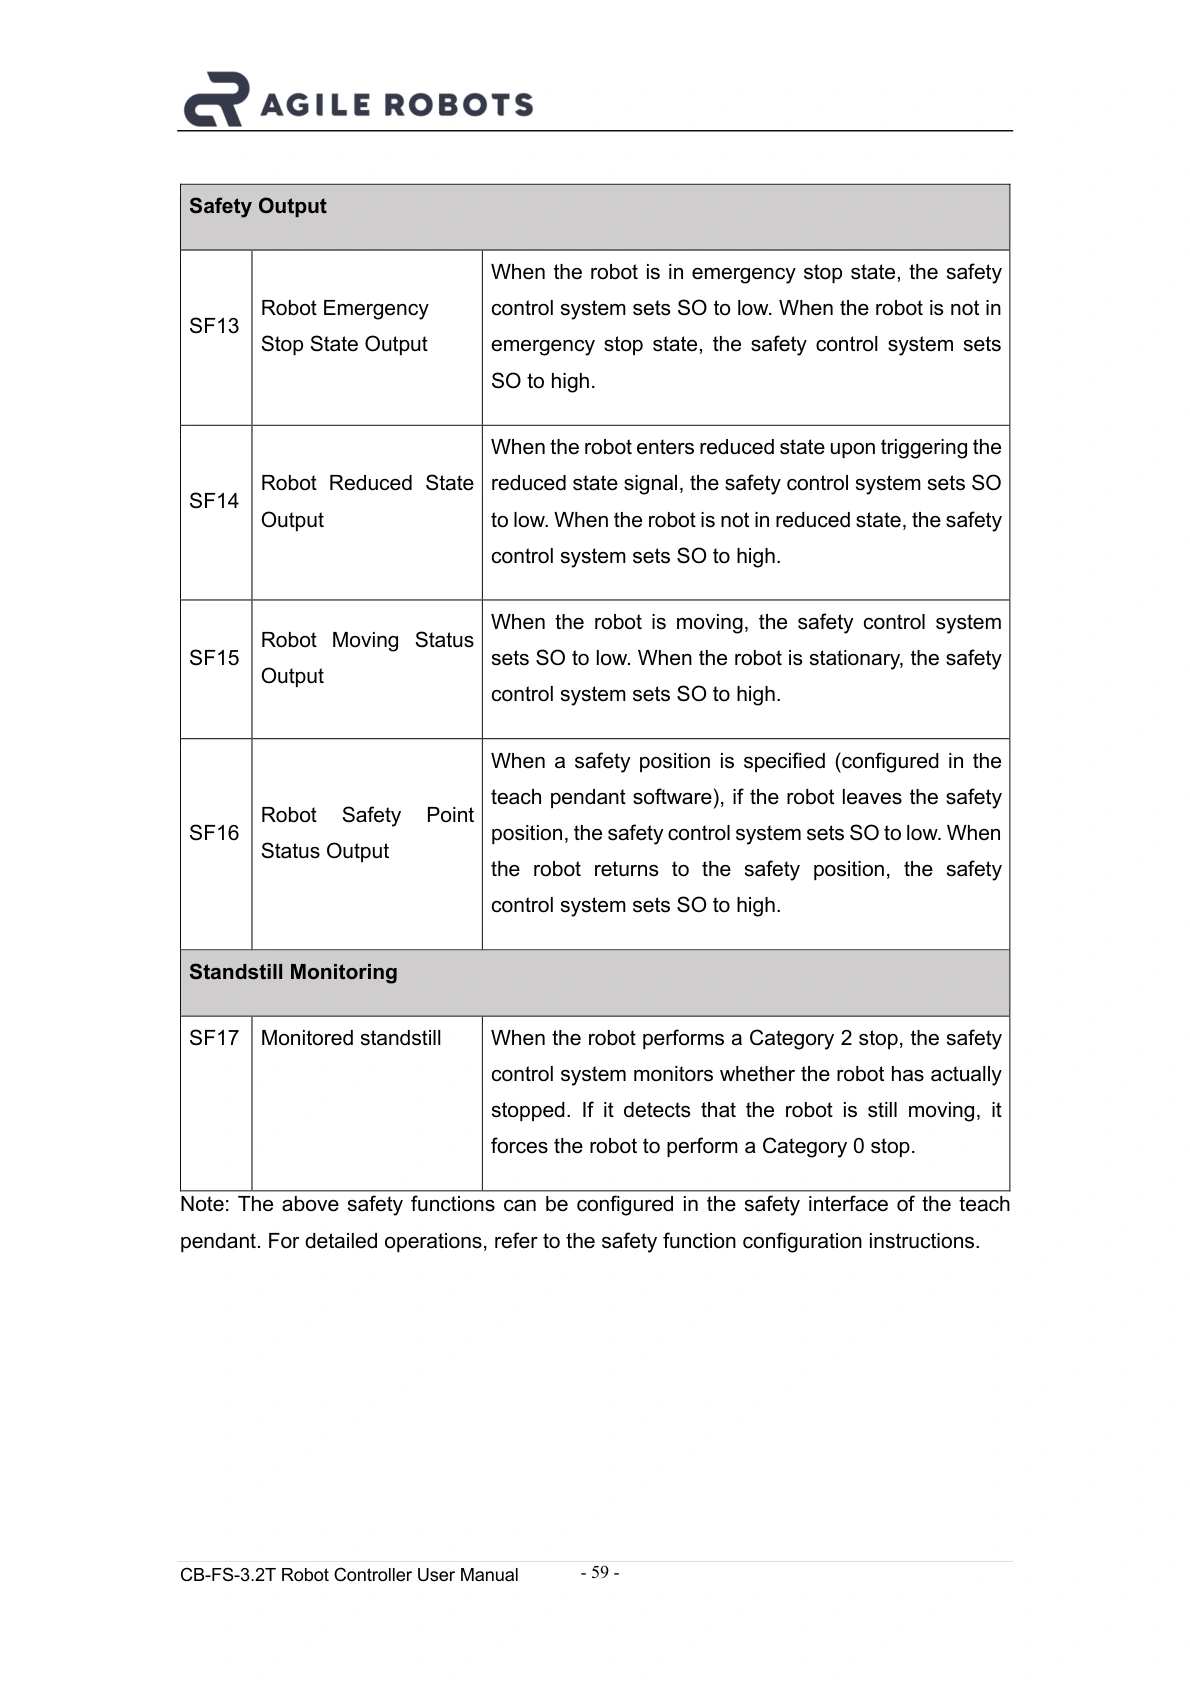 AGILE ROBOTS
Safety Output
SF13
Robot Emergency
Stop State Output
When the robot is in emergency stop state, the safety
control system sets SO to low. When the robot is not in
emergency stop state, the safety control system sets
SO to high.
SF14
Robot Reduced State
Output
When the robot enters reduced state upon triggering the
reduced state signal, the safety control system sets SO
to low. When the robot is not in reduced state, the safety
control system sets SO to high.
SF15
Robot Moving Status
Output
When the robot is moving, the safety control system
sets SO to low. When the robot is stationary, the safety
control system sets SO to high.
SF16
Robot Safety Point
Status Output
When a safety position is specified (configured in the
teach pendant software), if the robot leaves the safety
position, the safety control system sets SO to low. When
the robot returns to the safety position, the safety
control system sets SO to high.
Standstill Monitoring
SF17
Monitored standstill
When the robot performs a Category 2 stop, the safety
control system monitors whether the robot has actually
stopped. If it detects that the robot is still moving, it
forces the robot to perform a Category 0 stop.
Note: The above safety functions can be configured in the safety interface of the teach
pendant. For detailed operations, refer to the safety function configuration instructions.
CB-FS-3.2T Robot Controller User Manual - 59 -